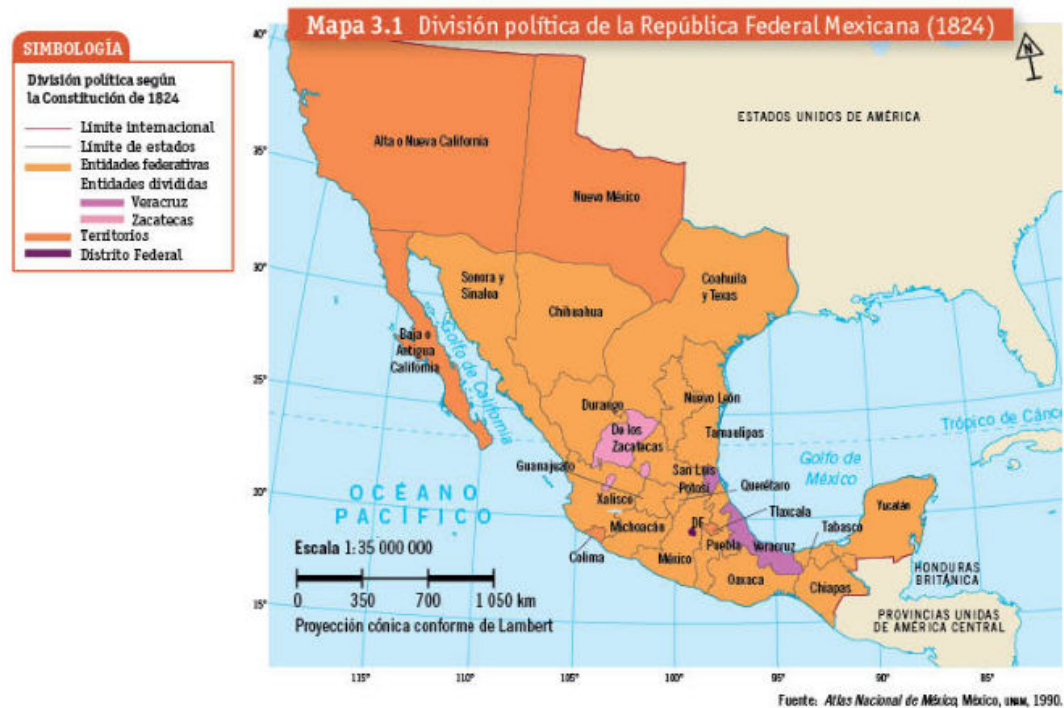 Mapa 3.1 División política de la República Federal Mexicana (1824)
SIMBOLOGÍA
División política según
la Constitución de 1824
Límite internacional
Límite de estados
Entidades federativas
Entidades divididas
Veracruz
Zacatecas
Territorios
Distrito Federal
N
40°
35°
30°
25°
20°
15°
ESTADOS UNIDOS DE AMÉRICA
Alta o Nueva California
Nuevo México
Sonora y
Sinaloa
Chihuahua
Coahuila
y Texas
Baja o
Antigua
California
Golfo de California
Durango
Nuevo León
De los
Zacatecas
Tamaulipas
Trópico de Cánc
Guanajuato
San Luis
Potosí
Querétaro
Golfo de
México
Yucatán
OCÉANO
PACÍFICO
Xalisco
Tlaxcala
Michoacán
DF
Tabasco
Colima
México
Puebla
Veracruz
Oaxaca
Chiapas
HONDURAS
BRITÁNICA
PROVINCIAS UNIDAS
DE AMÉRICA CENTRAL
Escala 1:35 000 000
0 350 700 1 050 km
Proyección cónica conforme de Lambert
115° 110° 105° 100° 95° 90° 85°
Fuente: Atlas Nacional de México, México, UNAM, 1990.